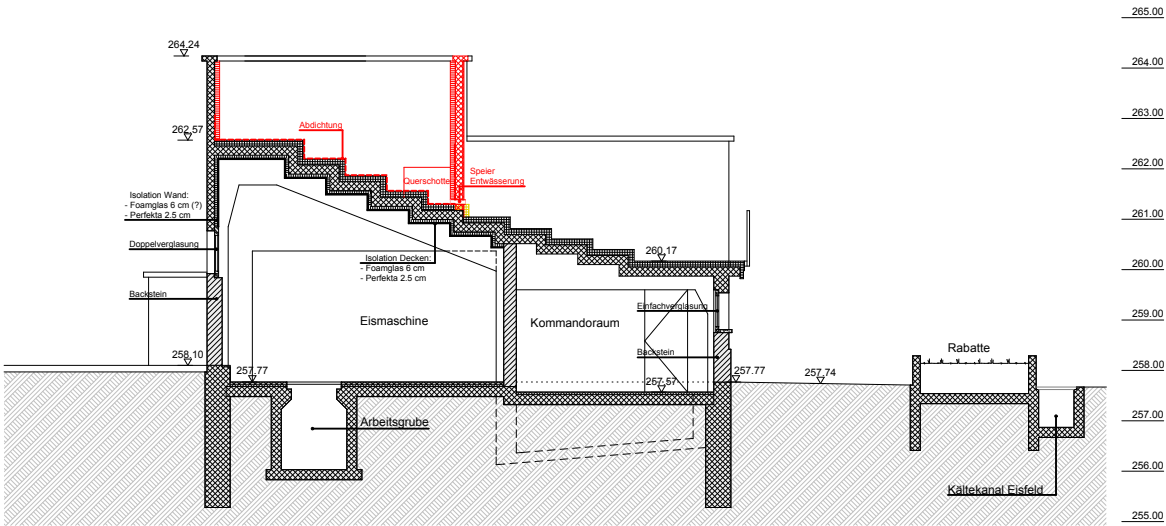 265.00
264.24
264.00
263.00
Abdichtung
262.57
262.00
Querschotte
Speier
Entwässerung
Isolation Wand:
- Foamglas 6 cm (?)
- Perfekta 2.5 cm
261.00
Doppelverglasung
260.17
Isolation Decken:
- Foamglas 6 cm
- Perfekta 2.5 cm
260.00
Backstein
Einfachverglasung
Eismaschine
Kommandoraum
259.00
Rabatte
Backstein
258.10
258.00
257.77
257.57
257.77
257.74
Arbeitsgrube
257.00
256.00
Kältekanal Eisfeld
255.00